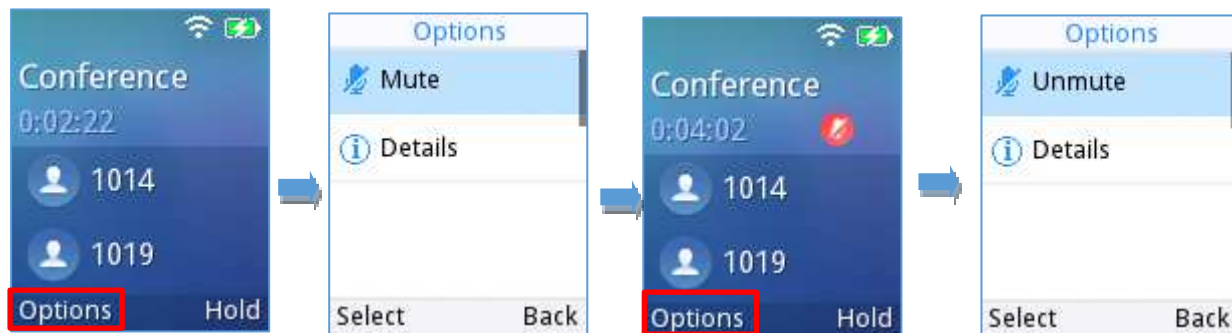 Conference
0:02:22
1014
1019
Options Hold
Options
Mute
Details
Select Back
Conference
0:04:02
1014
1019
Options Hold
Options
Unmute
Details
Select Back